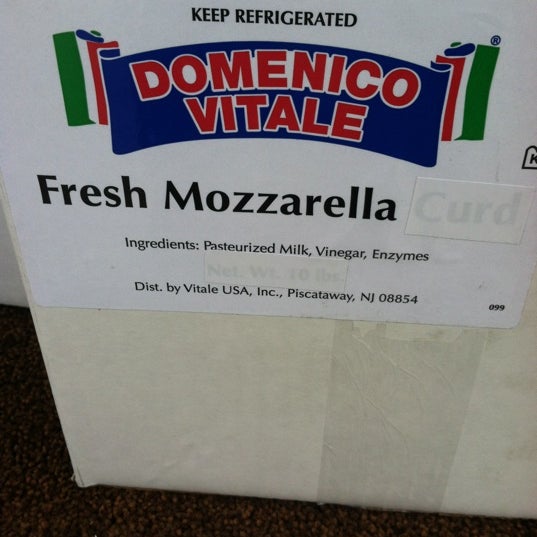 KEEP REFRIGERATED
DOMENICO
VITALE
®
K
Fresh Mozzarella Curd
Ingredients: Pasteurized Milk, Vinegar, Enzymes
Net. Wt. 10 lbs.
Dist. by Vitale USA, Inc., Piscataway, NJ 08854
099